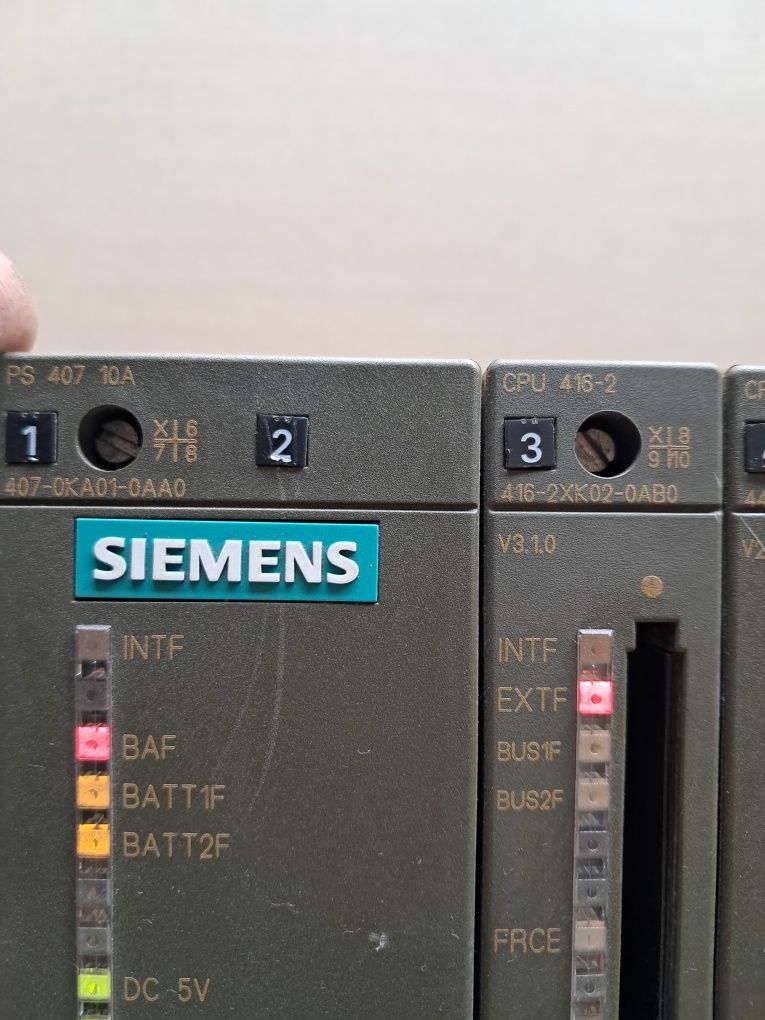 PS 407 10A
1
X 6
7 8
2
407-0KA01-0AA0
SIEMENS
INTF
BAF
BATT1F
BATT2F
DC 5V
CPU 416-2
3
X 8
9 10
416-2XK02-0AB0
V3.1.0
INTF
EXTF
BUS1F
BUS2F
FRCE